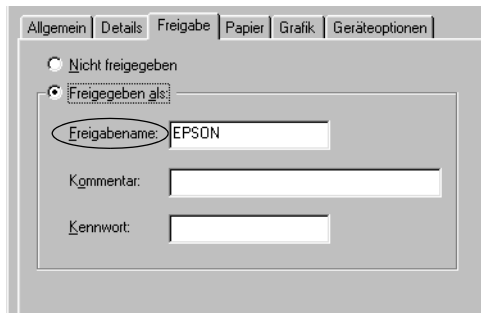 Allgemein Details Freigabe Papier Grafik Geräteoptionen
Nicht freigegeben
Freigegeben als:
Freigabename: EPSON
Kommentar:
Kennwort: